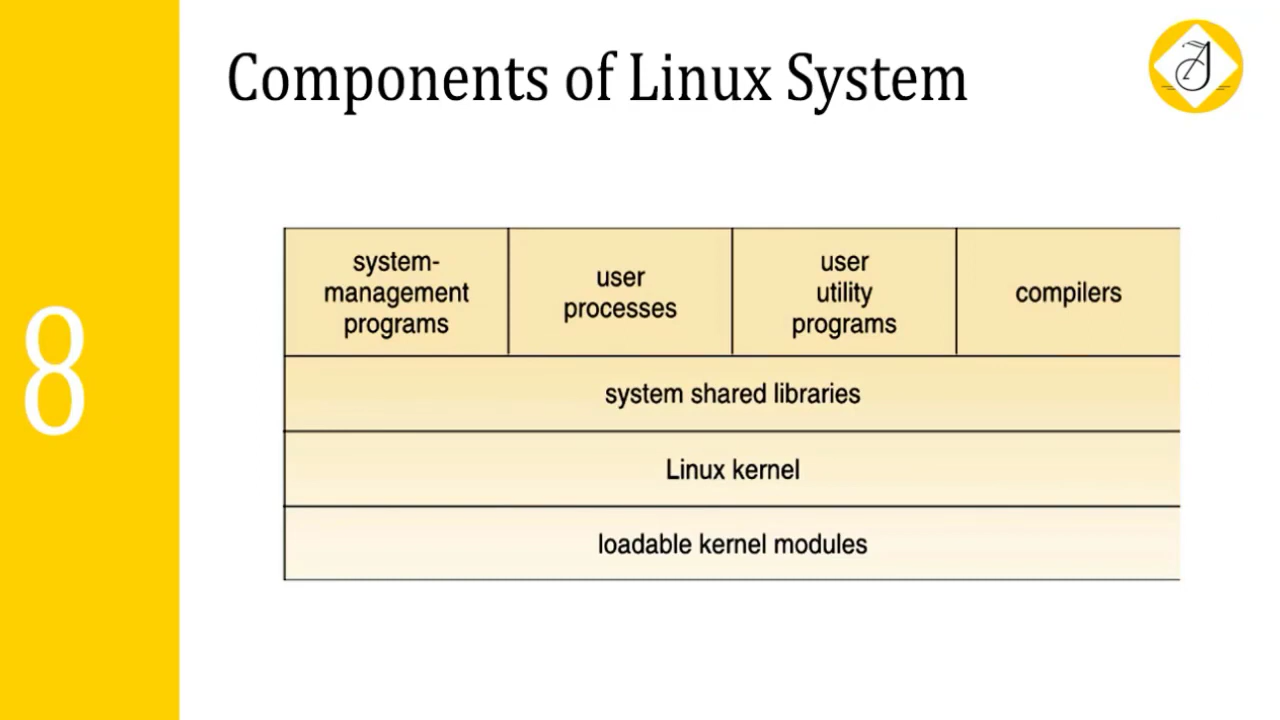 Components of Linux System
8
system-
management
programs
user
processes
user
utility
programs
compilers
system shared libraries
Linux kernel
loadable kernel modules